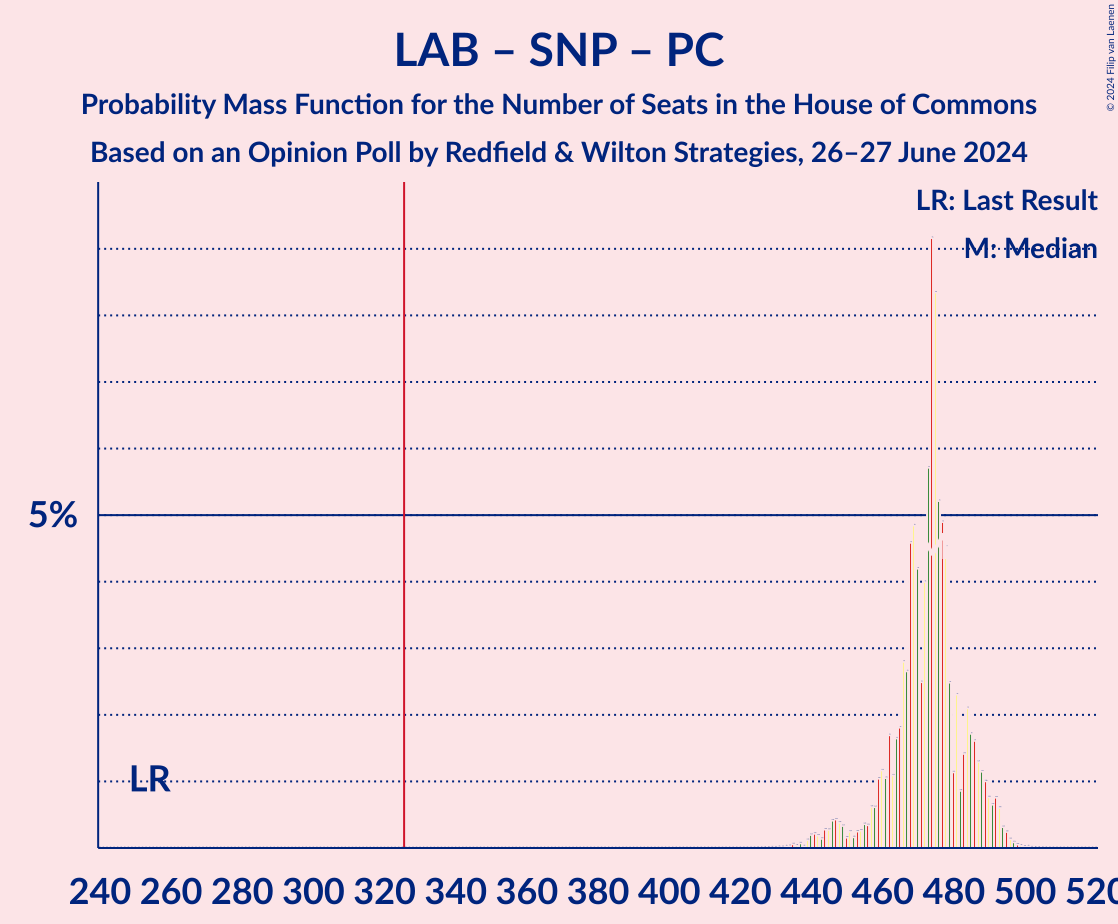 LAB – SNP – PC
Probability Mass Function for the Number of Seats in the House of Commons
Based on an Opinion Poll by Redfield & Wilton Strategies, 26–27 June 2024
© 2024 Filip van Laenen
LR: Last Result
M: Median
5%
LR
240 260 280 300 320 340 360 380 400 420 440 460 480 500 520